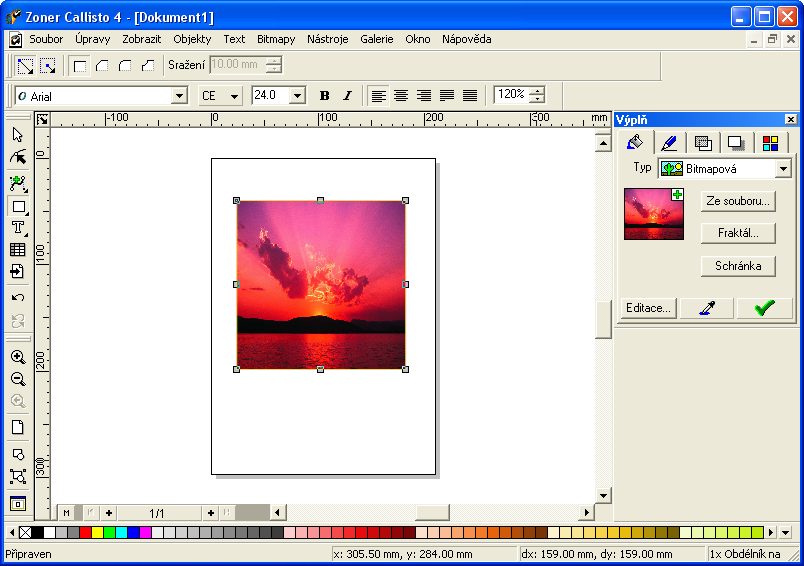 Zoner Callisto 4 - [Dokument1]
Soubor Úpravy Zobrazit Objekty Text Bitmapy Nástroje Galerie Okno Nápověda
Sražení 10.00 mm
O Arial CE 24.0 B I 120%
-100 0 100 200 300 mm
0
100
200
300
Výplň
Typ Bitmapová
Ze souboru...
Fraktál...
Schránka
Editace...
1/1
Připraven x: 305.50 mm, y: 284.00 mm dx: 159.00 mm, dy: 159.00 mm 1x Obdélník na